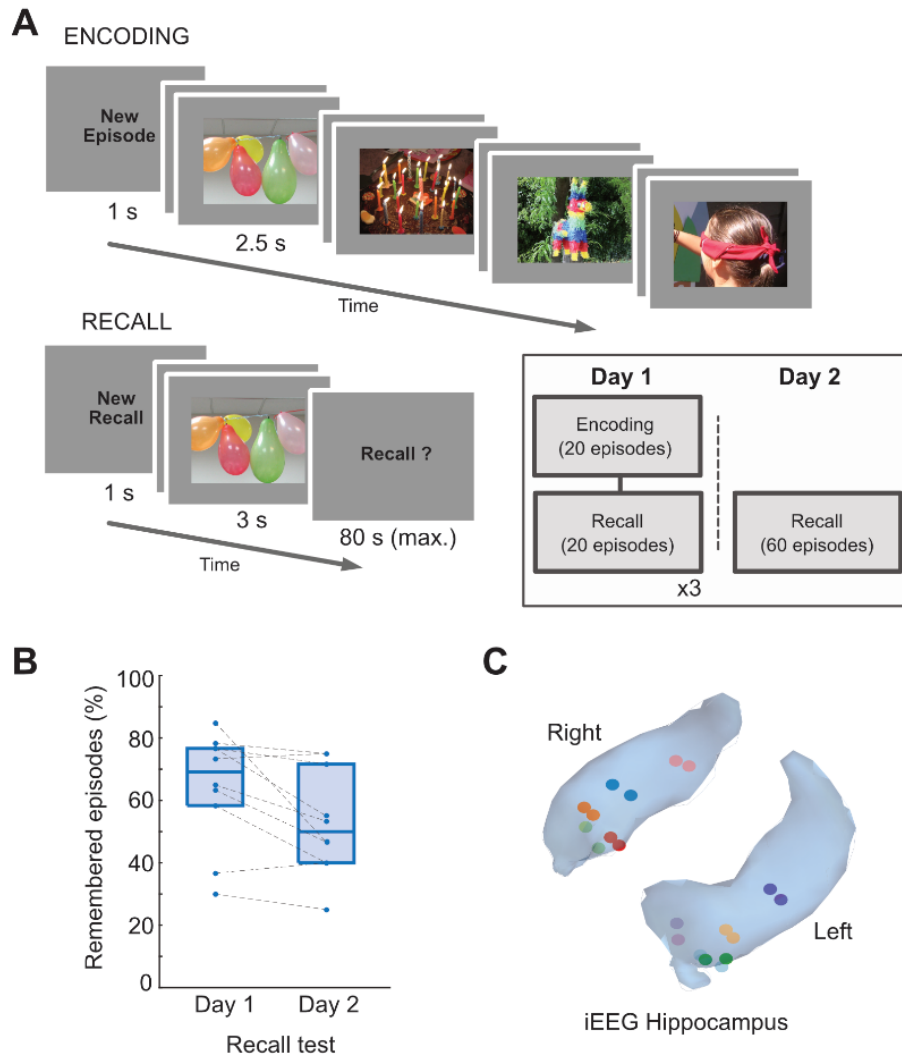 A
ENCODING
New
Episode
1 s
2.5 s
Time
RECALL
New
Recall
1 s
3 s
Recall ?
80 s (max.)
Time
Day 1
Day 2
Encoding
(20 episodes)
Recall
(20 episodes)
Recall
(60 episodes)
x3
B
Remembered episodes (%)
100
80
60
40
20
0
Day 1
Day 2
Recall test
C
Right
Left
iEEG Hippocampus